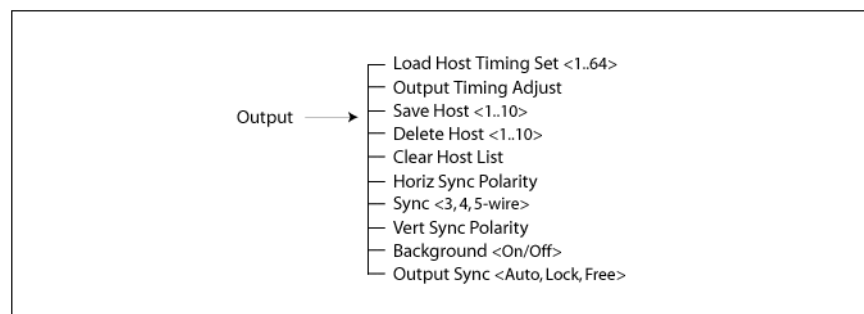 Load Host Timing Set <1..64>
Output Timing Adjust
Output
Save Host <1..10>
Delete Host <1..10>
Clear Host List
Horiz Sync Polarity
Sync <3, 4, 5-wire>
Vert Sync Polarity
Background <On/Off>
Output Sync <Auto, Lock, Free>